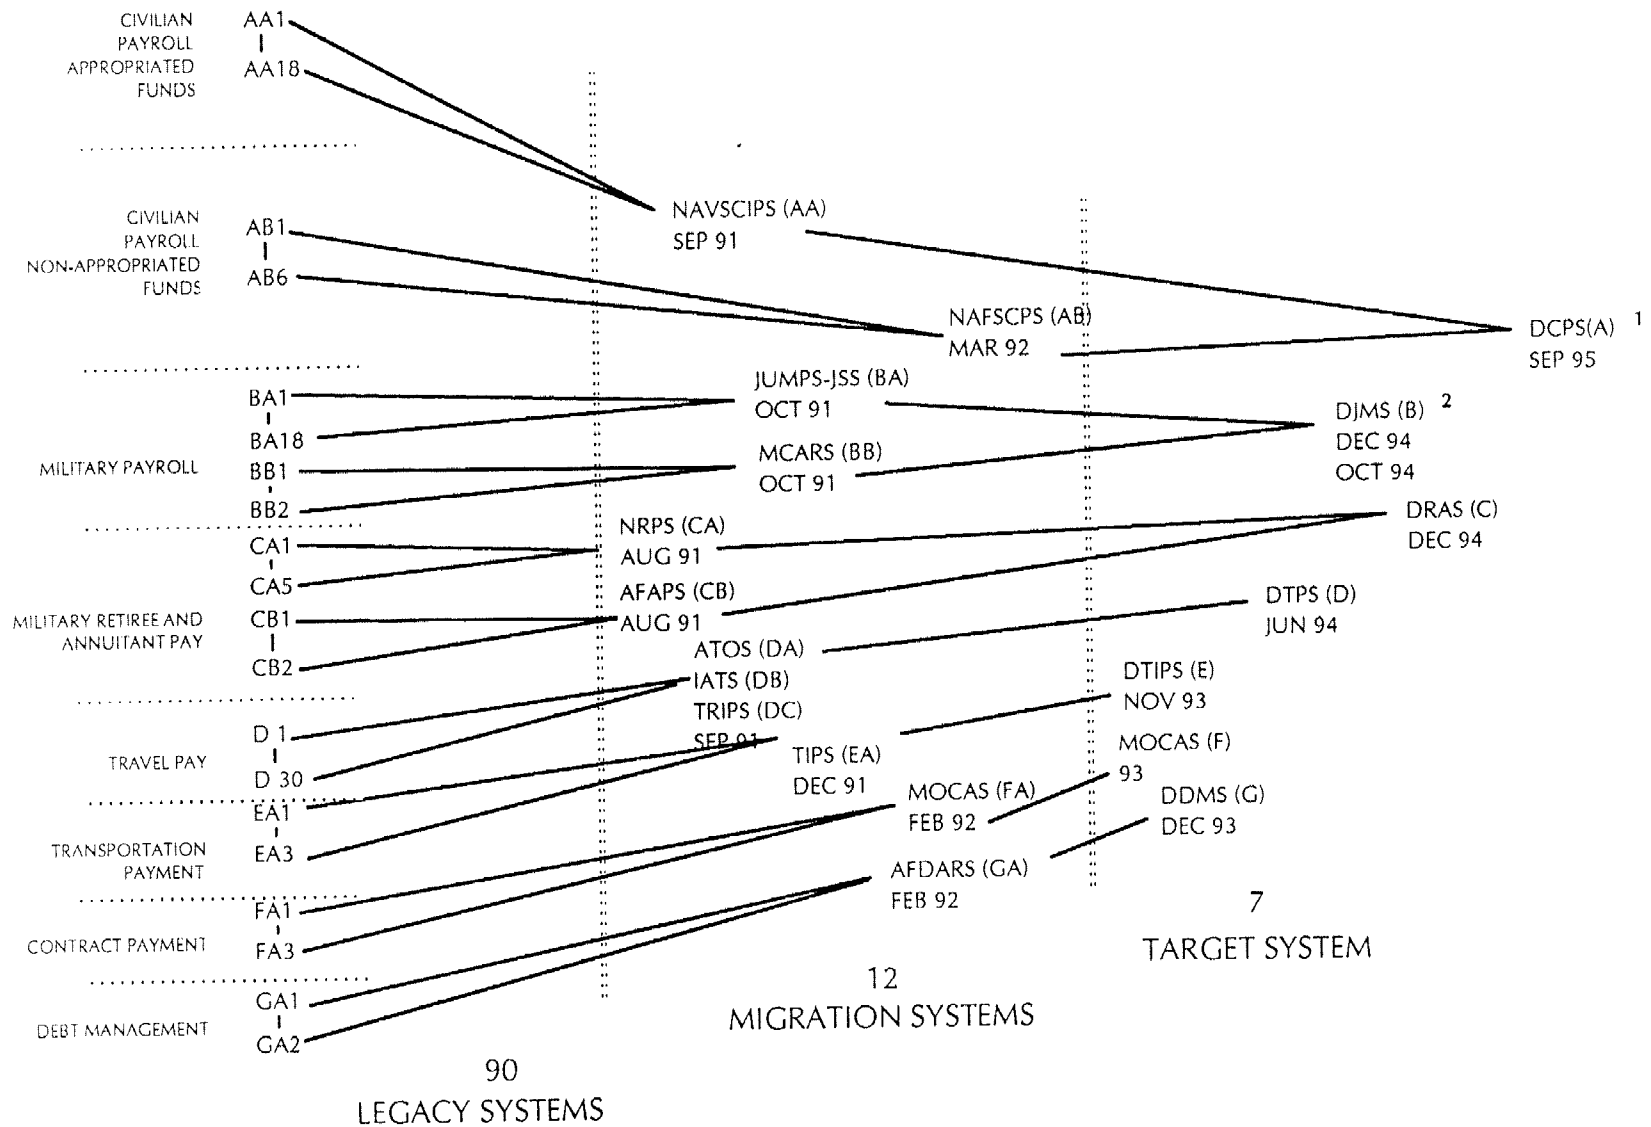 CIVILIAN
PAYROLL
APPROPRIATED
FUNDS
AA1
AA18
CIVILIAN
PAYROLL
NON-APPROPRIATED
FUNDS
AB1
AB6
NAVSCIPS (AA)
SEP 91
NAFSCPS (AB)
MAR 92
DCPS(A) 1
SEP 95
MILITARY PAYROLL
BA1
BA18
BB1
BB2
JUMPS-JSS (BA)
OCT 91
MCARS (BB)
OCT 91
DJMS (B) 2
DEC 94
OCT 94
MILITARY RETIREE AND
ANNUITANT PAY
CA1
CA5
CB1
CB2
NRPS (CA)
AUG 91
AFAPS (CB)
AUG 91
DRAS (C)
DEC 94
TRAVEL PAY
D 1
D 30
ATOS (DA)
IATS (DB)
TRIPS (DC)
SEP 91
DTPS (D)
JUN 94
TRANSPORTATION
PAYMENT
EA1
EA3
TIPS (EA)
DEC 91
DTIPS (E)
NOV 93
CONTRACT PAYMENT
FA1
FA3
MOCAS (FA)
FEB 92
MOCAS (F)
93
DEBT MANAGEMENT
GA1
GA2
AFDARS (GA)
FEB 92
DDMS (G)
DEC 93
90
LEGACY SYSTEMS
12
MIGRATION SYSTEMS
7
TARGET SYSTEM